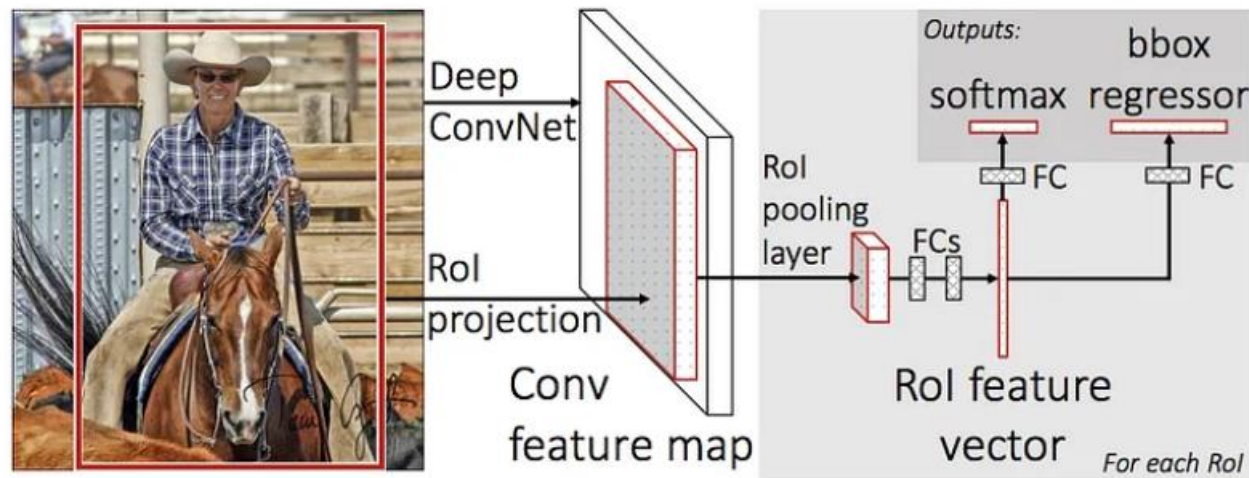 Deep
ConvNet
RoI
projection
Conv
feature map
RoI
pooling
layer
FCs
RoI feature
vector
For each RoI
Outputs:
softmax
bbox
regressor
FC
FC